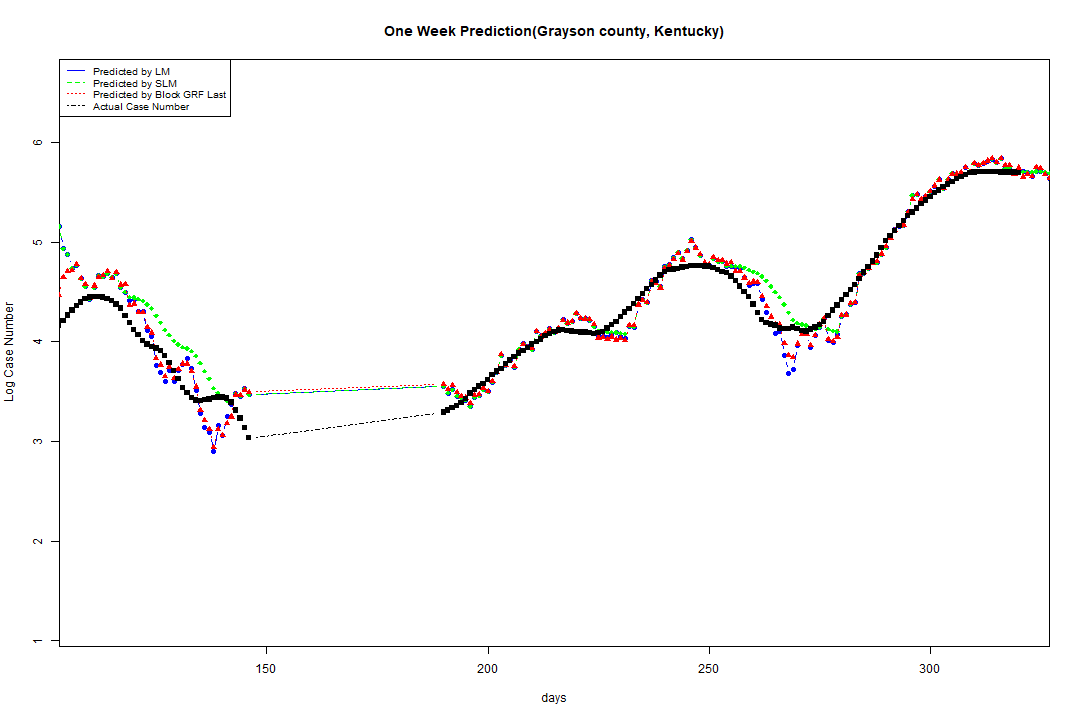 One Week Prediction(Grayson county, Kentucky)
Predicted by LM
Predicted by SLM
Predicted by Block GRF Last
Actual Case Number
6
5
4
3
2
1
Log Case Number
150 200 250 300
days